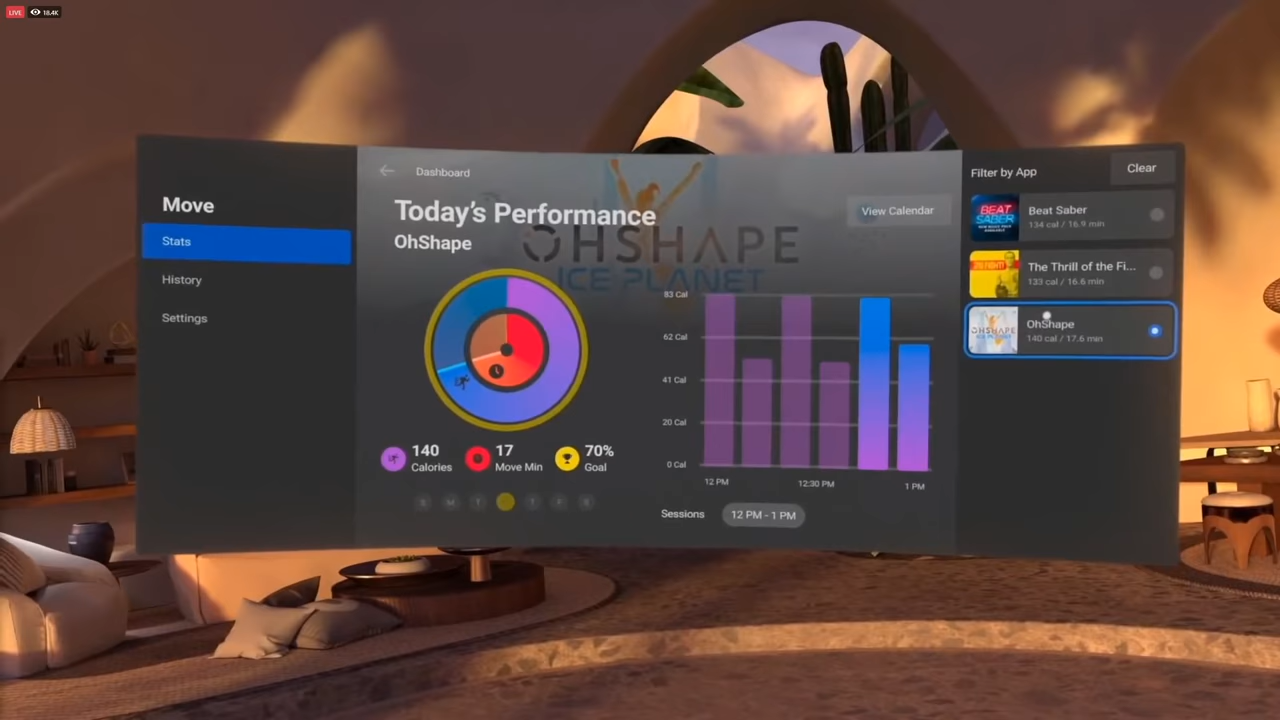 LIVE 18.4K
Move
Stats
History
Settings
Dashboard
Today's Performance
OhShape
View Calendar
OHSHAPE
ICE PLANET
140
Calories
17
Move Min
70%
Goal
S M T T F S
83 Cal
62 Cal
41 Cal
20 Cal
0 Cal
12 PM 12:30 PM 1 PM
Sessions 12 PM - 1 PM
Filter by App
Clear
BEAT
SABER
Beat Saber
134 cal / 16.9 min
The Thrill of the Fi...
133 cal / 16.6 min
OHSHAPE
OhShape
140 cal / 17.6 min